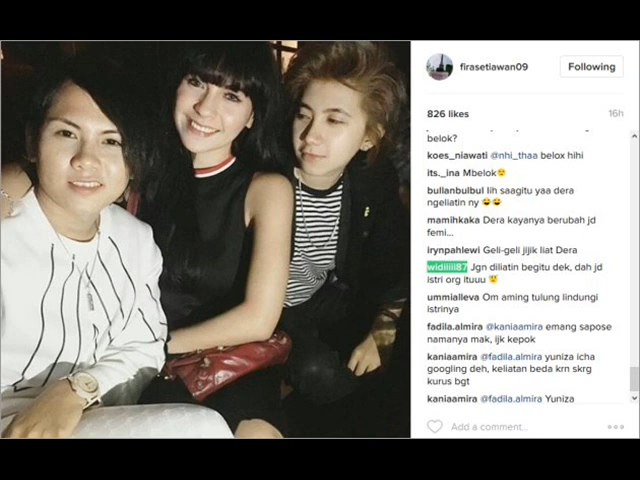 firasetiawan09
Following
826 likes
16h
belok?
koes_niawati @nhi_thaa belox hihi
its._ina Mbelok
bullanbulbul Iih saagitu yaa dera
ngeliatin ny
mamihkaka Dera kayanya berubah jd
femi...
irynpahlewi Geli-geli jijik liat Dera
widiiiii87 Jgn diliatin begitu dek, dah jd
istri org ituuu
ummialleva Om aming tulung lindungi
istrinya
fadila.almira @kaniaamira emang sapose
namanya mak, ijk kepok
kaniaamira @fadila.almira yuniza icha
googling deh, keliatan beda krn skrg
kurus bgt
kaniaamira @fadila.almira Yuniza
Add a comment...